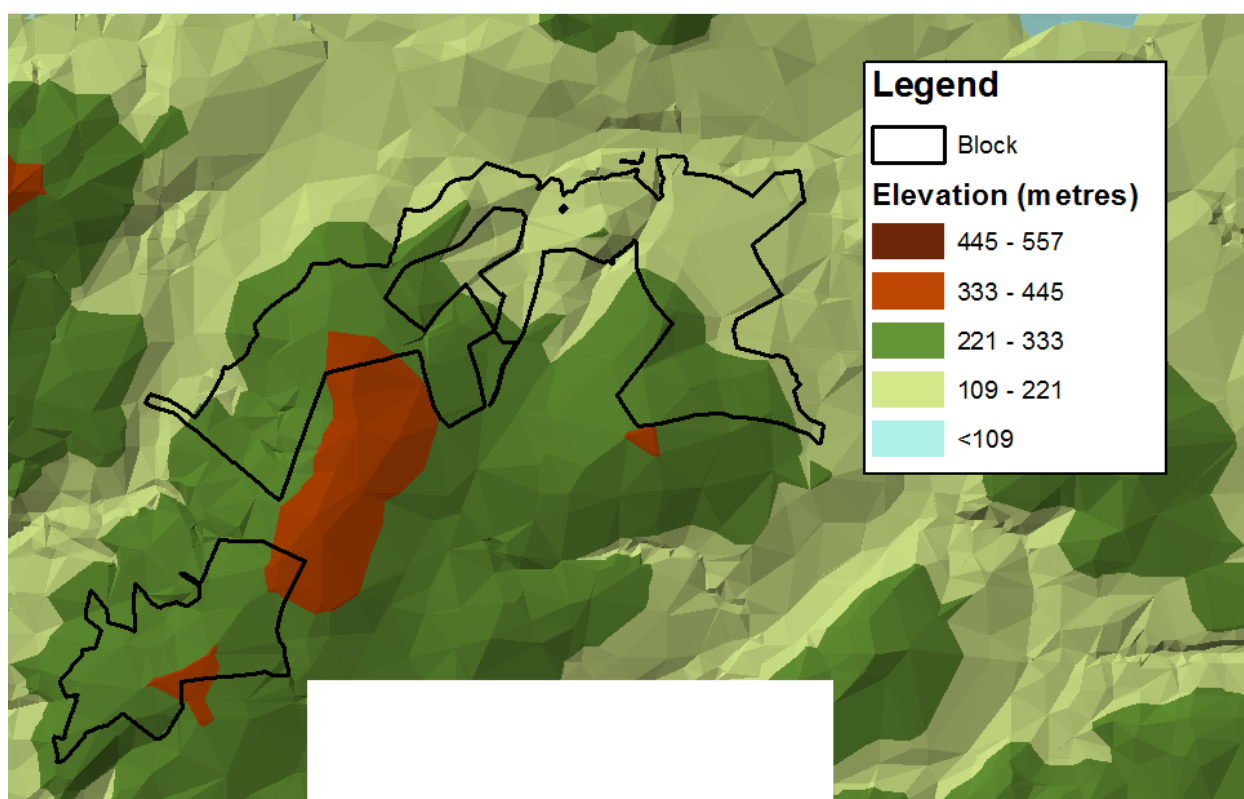 Legend
Block
Elevation (metres)
445 - 557
333 - 445
221 - 333
109 - 221
<109